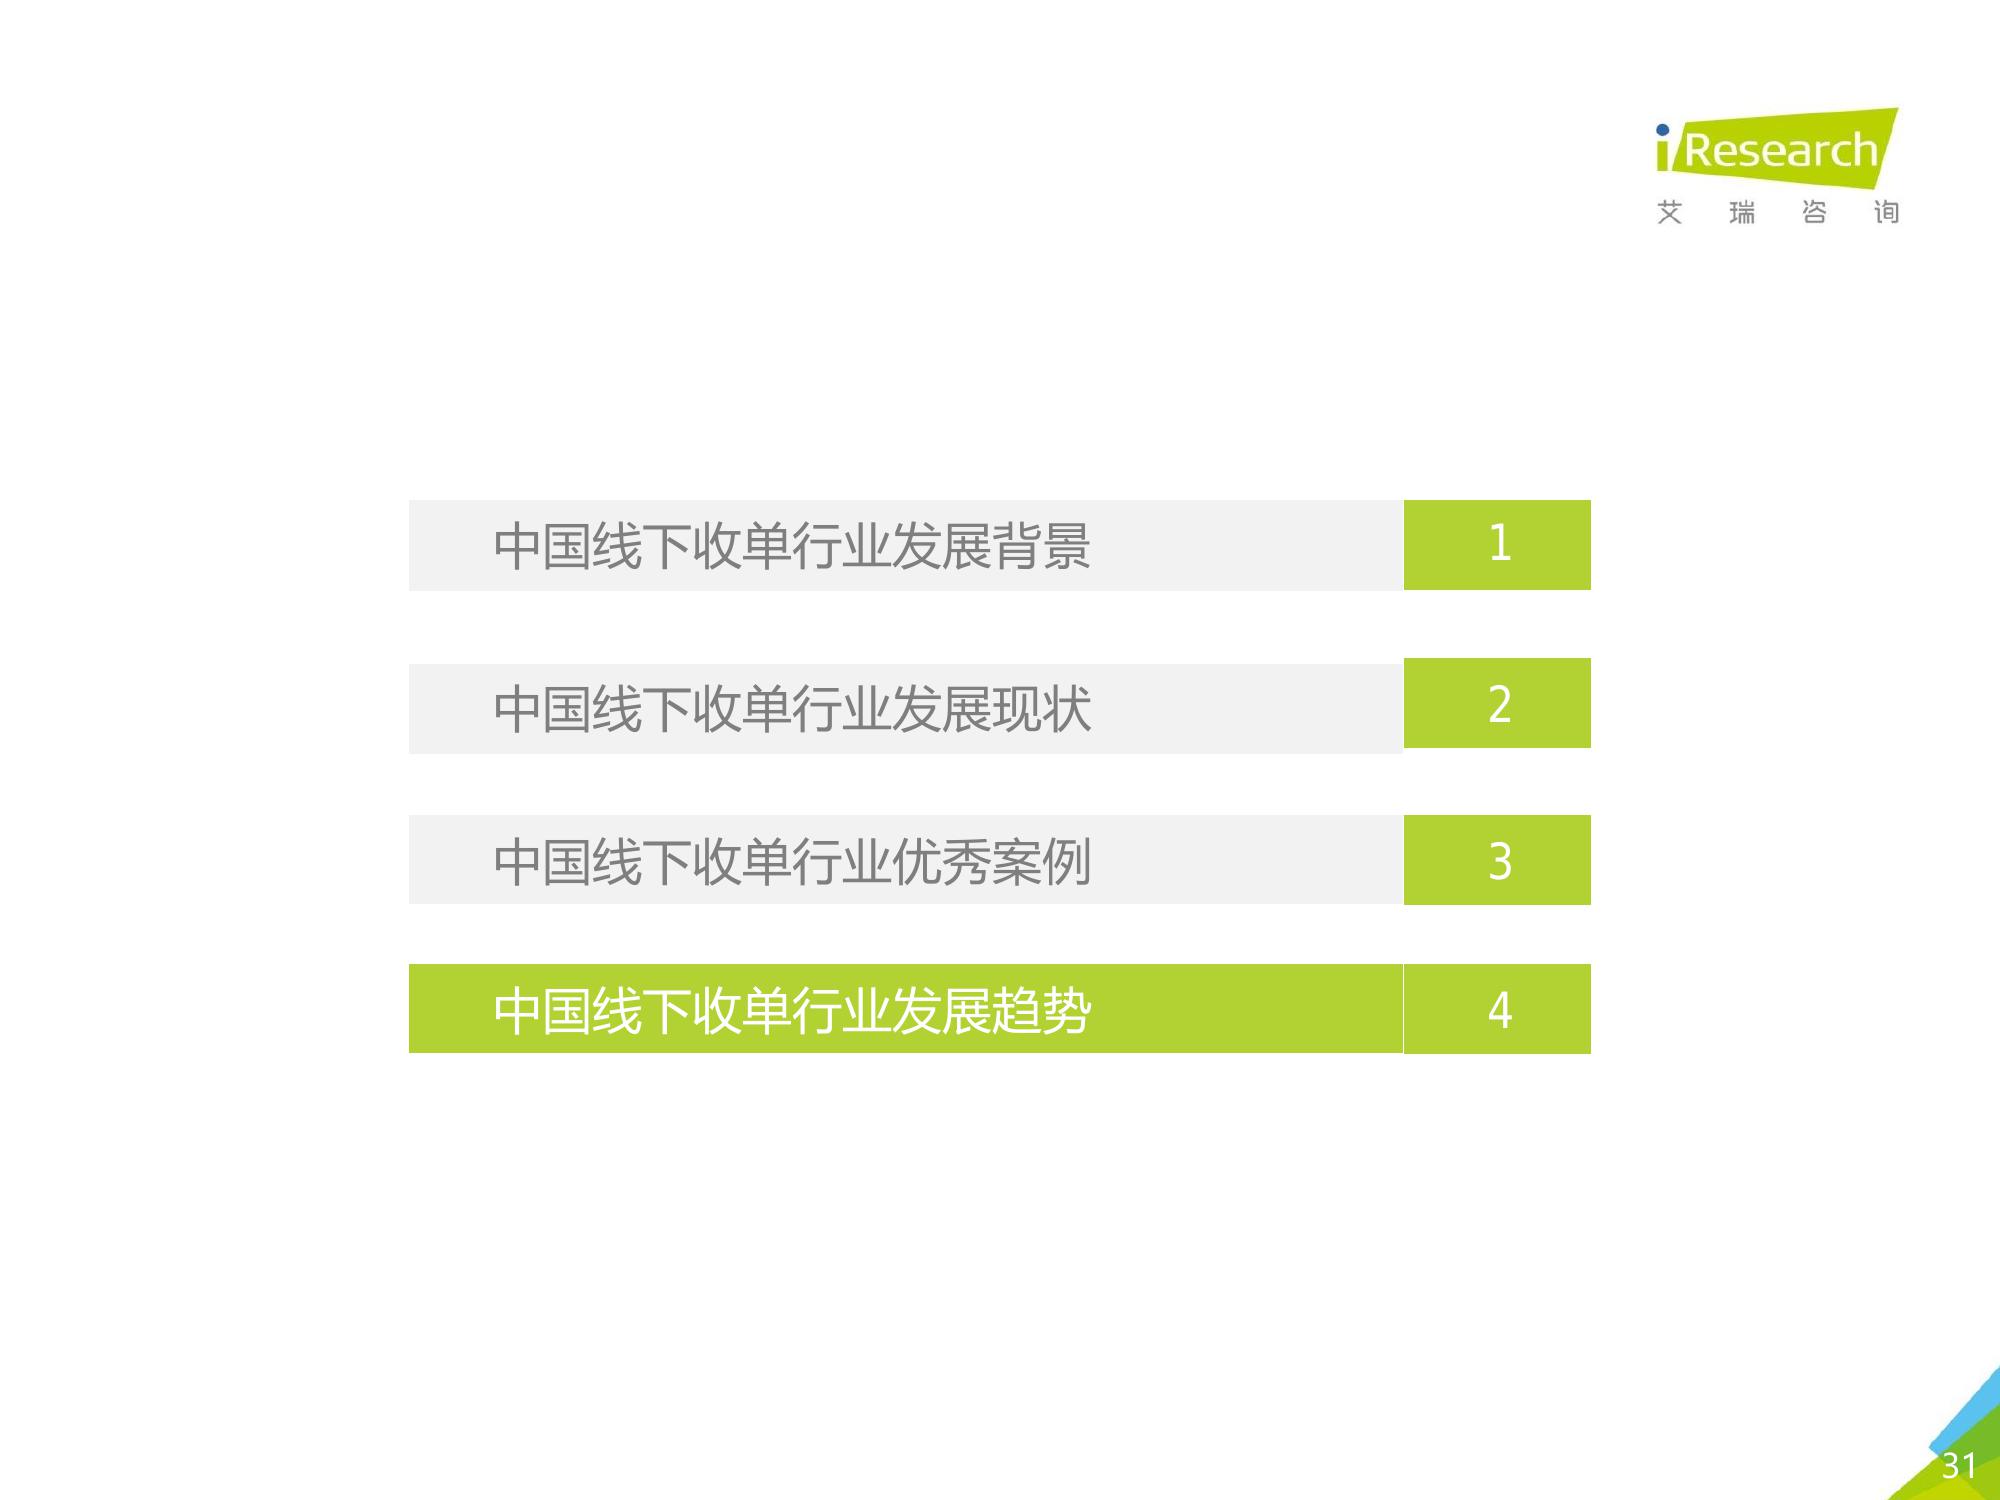 iResearch
艾瑞咨询
中国线下收单行业发展背景 1
中国线下收单行业发展现状 2
中国线下收单行业优秀案例 3
中国线下收单行业发展趋势 4
31